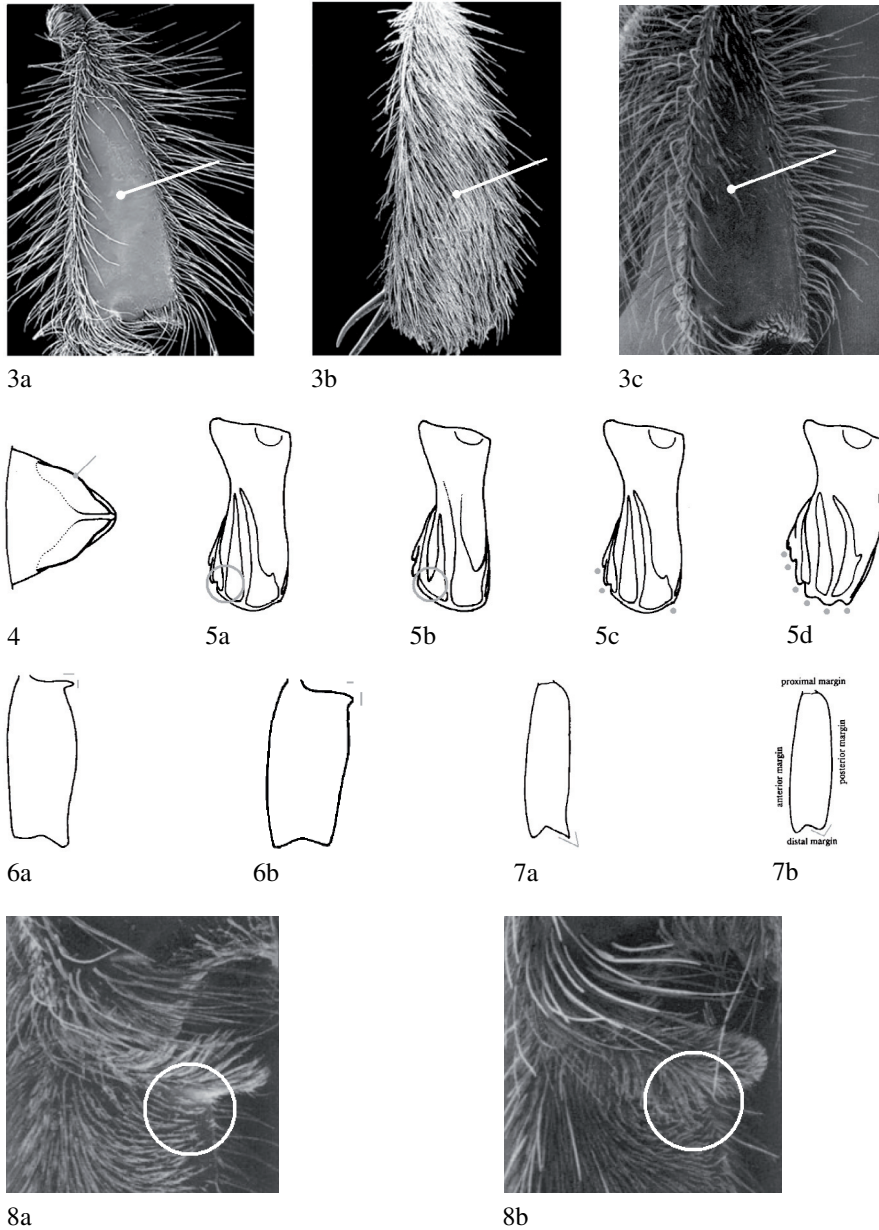 3a 3b 3c
4 5a 5b 5c 5d
proximal margin
anterior margin
posterior margin
distal margin
6a 6b 7a 7b
8a 8b